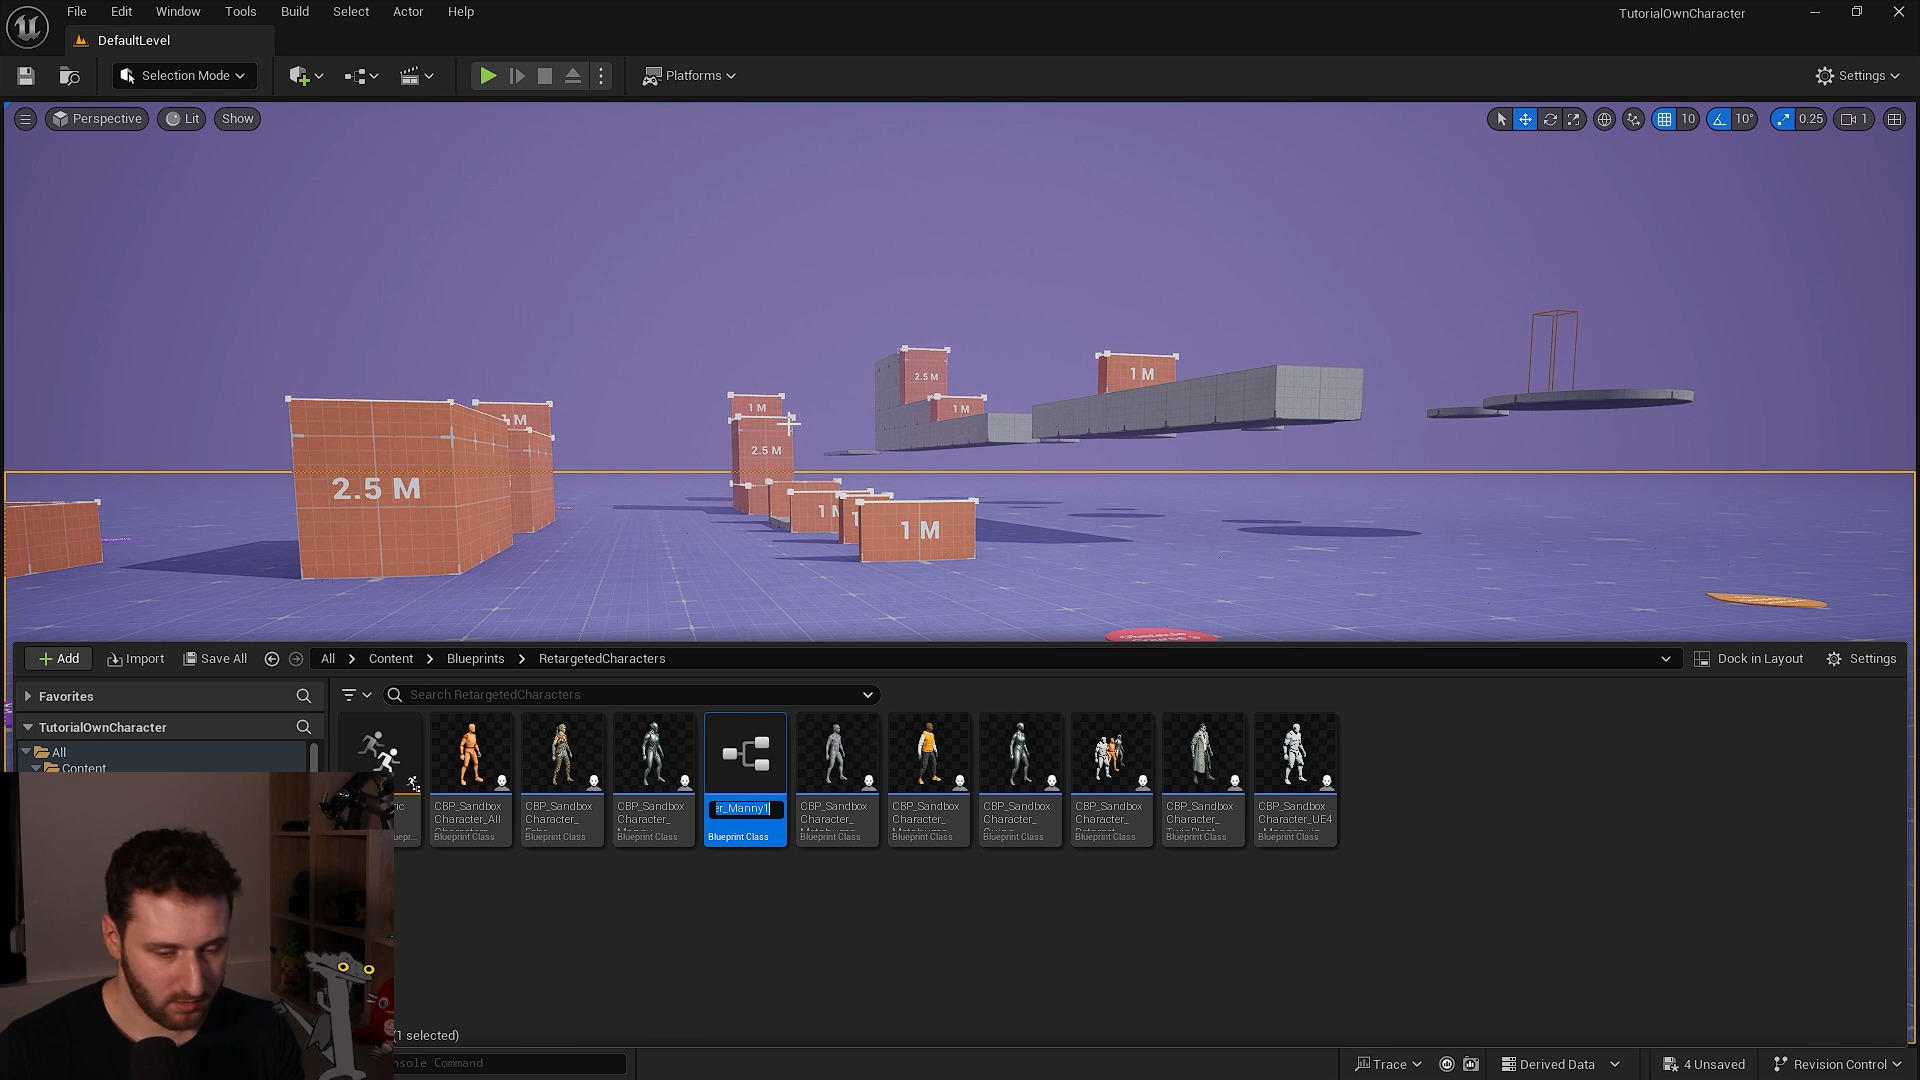 File Edit Window Tools Build Select Actor Help
TutorialOwnCharacter
DefaultLevel
Selection Mode
Platforms
Settings
Perspective
Lit
Show
10
10°
0.25
1
2.5 M
1 M
1 M
1 M
1 M
2.5 M
2.5 M
1 M
Add
Import
Save All
All
Content
Blueprints
RetargetedCharacters
Dock in Layout
Settings
Favorites
Search RetargetedCharacters
TutorialOwnCharacter
All
Content
CBP_Sandbox
Character_All
Blueprint Class
CBP_Sandbox
Character_
Blueprint Class
CBP_Sandbox
Character_
Blueprint Class
er_Manny1
Blueprint Class
CBP_Sandbox
Character_
Blueprint Class
CBP_Sandbox
Character_
Blueprint Class
CBP_Sandbox
Character_
Blueprint Class
CBP_Sandbox
Character_
Blueprint Class
CBP_Sandbox
Character_
Blueprint Class
CBP_Sandbox
Character_UE4
Blueprint Class
(1 selected)
nsole Command
Trace
Derived Data
4 Unsaved
Revision Control